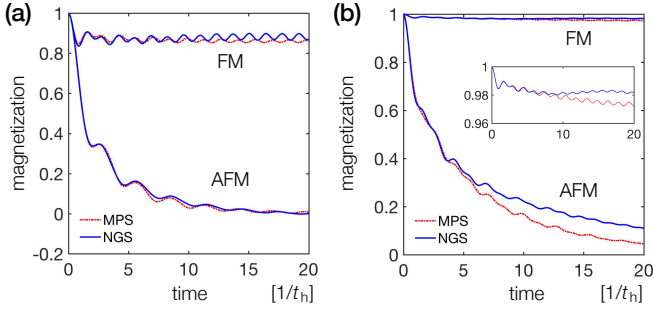 (a)
magnetization
1
0.8
0.6
0.4
0.2
0
-0.2
FM
AFM
MPS
NGS
0
5
10
15
20
time
[1/t_h]
(b)
magnetization
1
0.8
0.6
0.4
0.2
0
FM
1
0.98
0.96
0
10
20
AFM
MPS
NGS
0
5
10
15
20
time
[1/t_h]